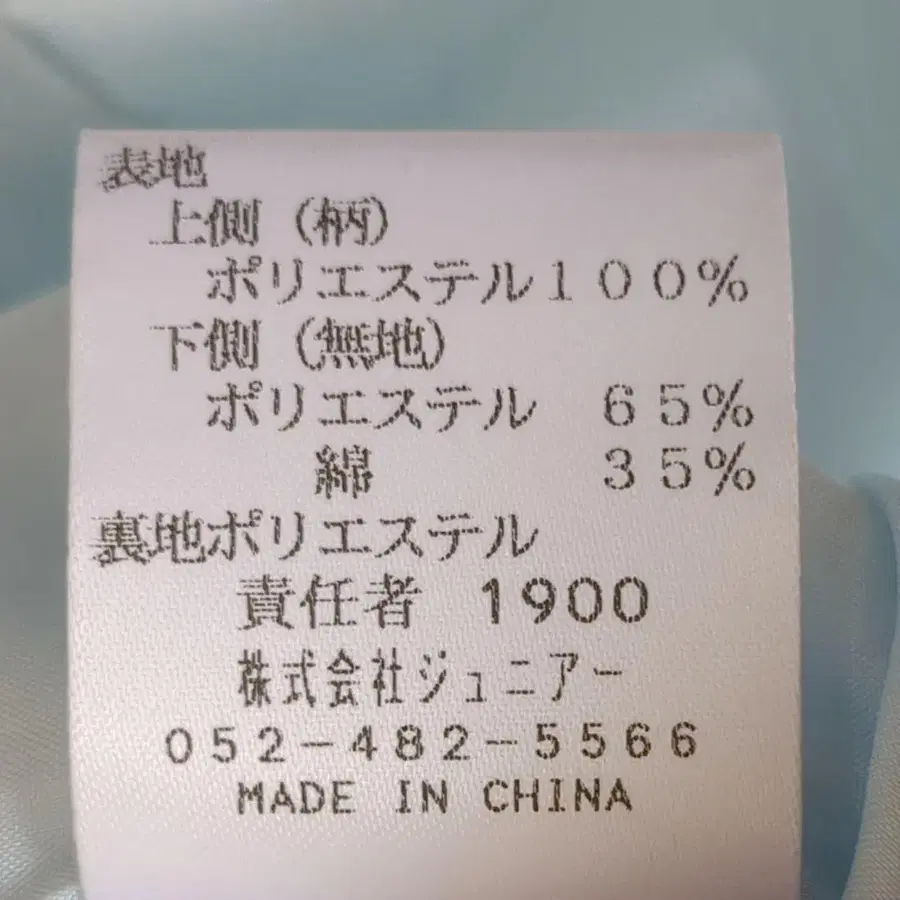 表地
上側（柄）
ポリエステル１００％
下側（無地）
ポリエステル　６５％
綿　３５％
裏地ポリエステル
責任者　1900
株式会社ジュニアー
０５２－４８２－５５６６
MADE IN CHINA